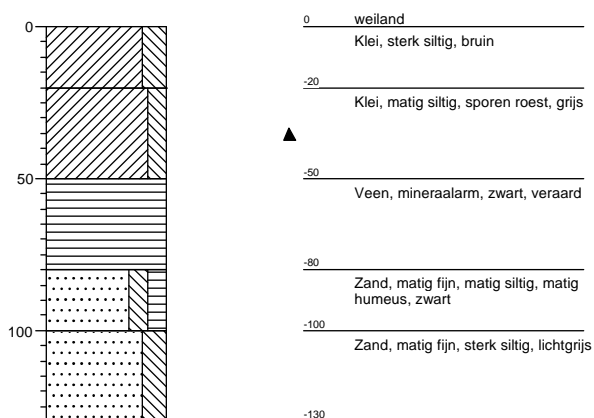 0
50
100
0 weiland
Klei, sterk siltig, bruin
-20
Klei, matig siltig, sporen roest, grijs
-50
Veen, mineraalarm, zwart, veraard
-80
Zand, matig fijn, matig siltig, matig
humeus, zwart
-100
Zand, matig fijn, sterk siltig, lichtgrijs
-130